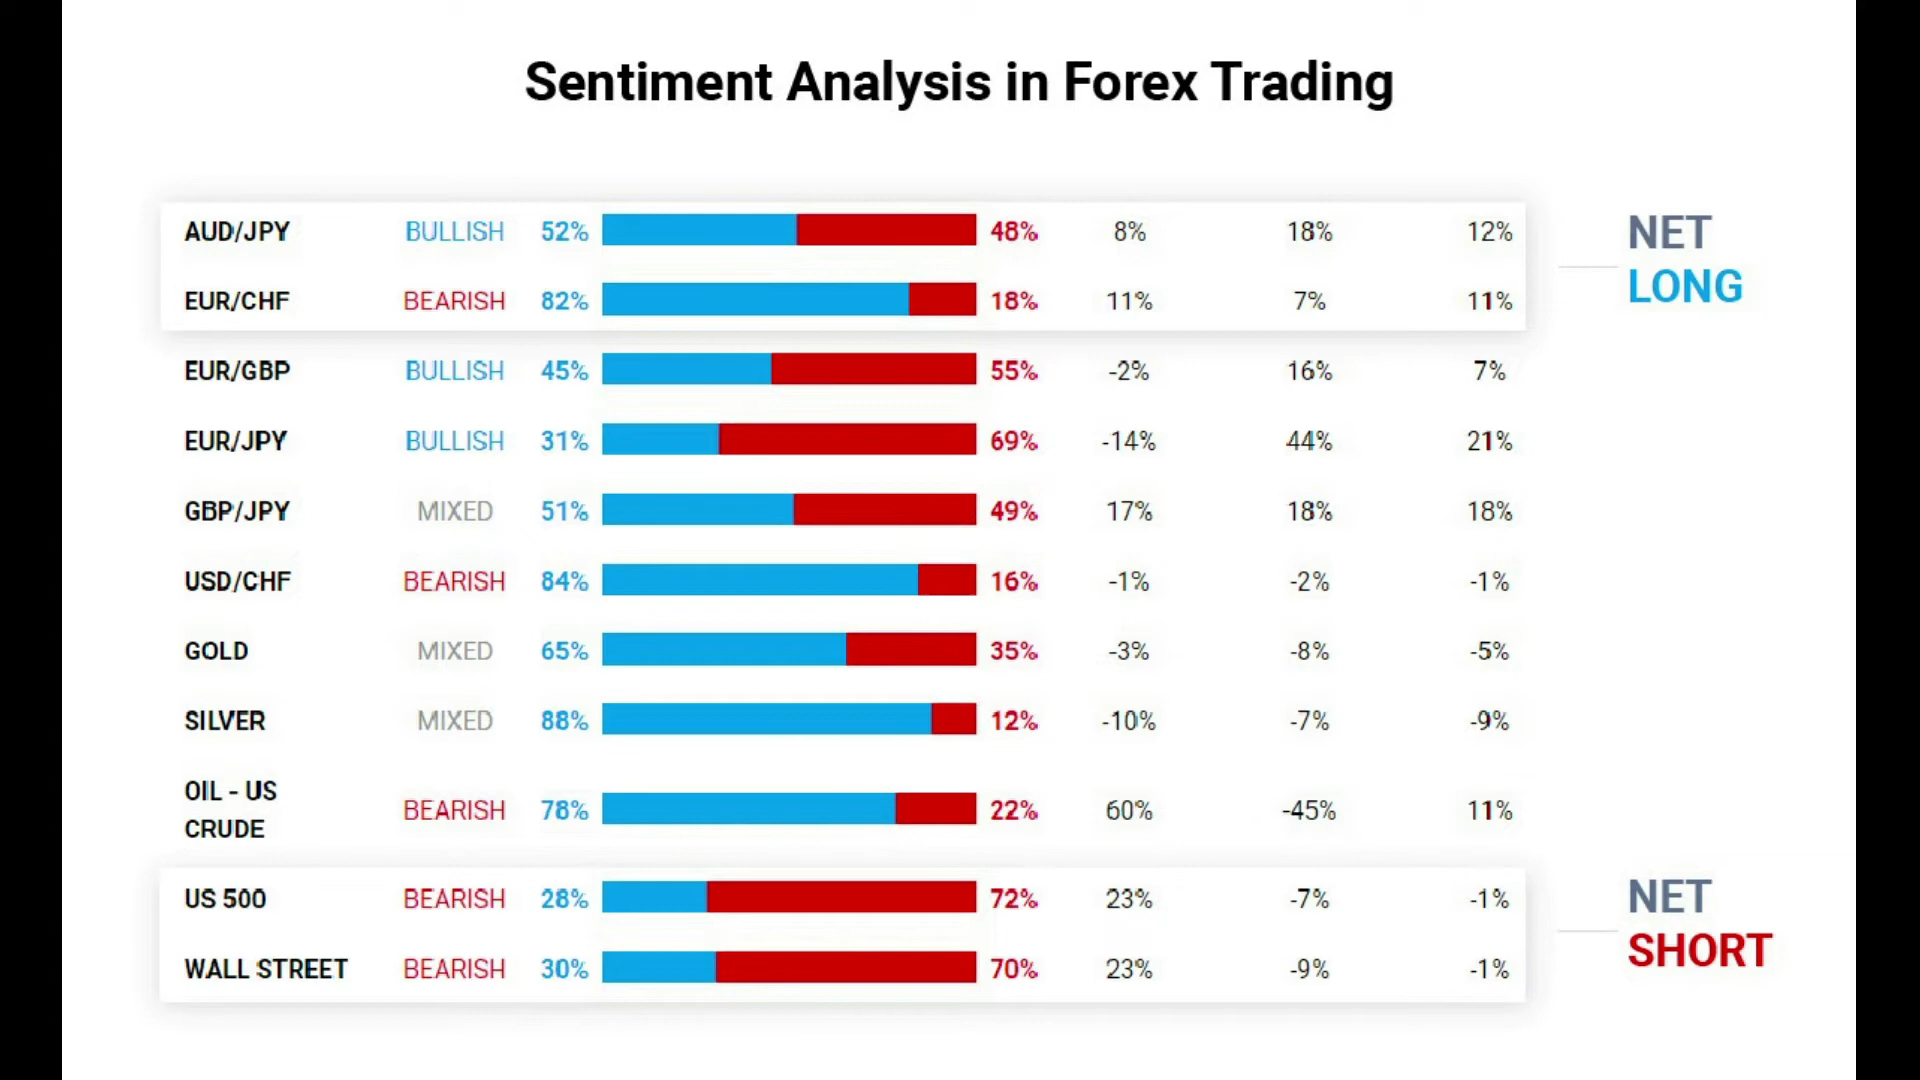 Sentiment Analysis in Forex Trading
AUD/JPY BULLISH 52% 48% 8% 18% 12%
NET
LONG
EUR/CHF BEARISH 82% 18% 11% 7% 11%
EUR/GBP BULLISH 45% 55% -2% 16% 7%
EUR/JPY BULLISH 31% 69% -14% 44% 21%
GBP/JPY MIXED 51% 49% 17% 18% 18%
USD/CHF BEARISH 84% 16% -1% -2% -1%
GOLD MIXED 65% 35% -3% -8% -5%
SILVER MIXED 88% 12% -10% -7% -9%
OIL - US
CRUDE BEARISH 78% 22% 60% -45% 11%
US 500 BEARISH 28% 72% 23% -7% -1%
NET
SHORT
WALL STREET BEARISH 30% 70% 23% -9% -1%